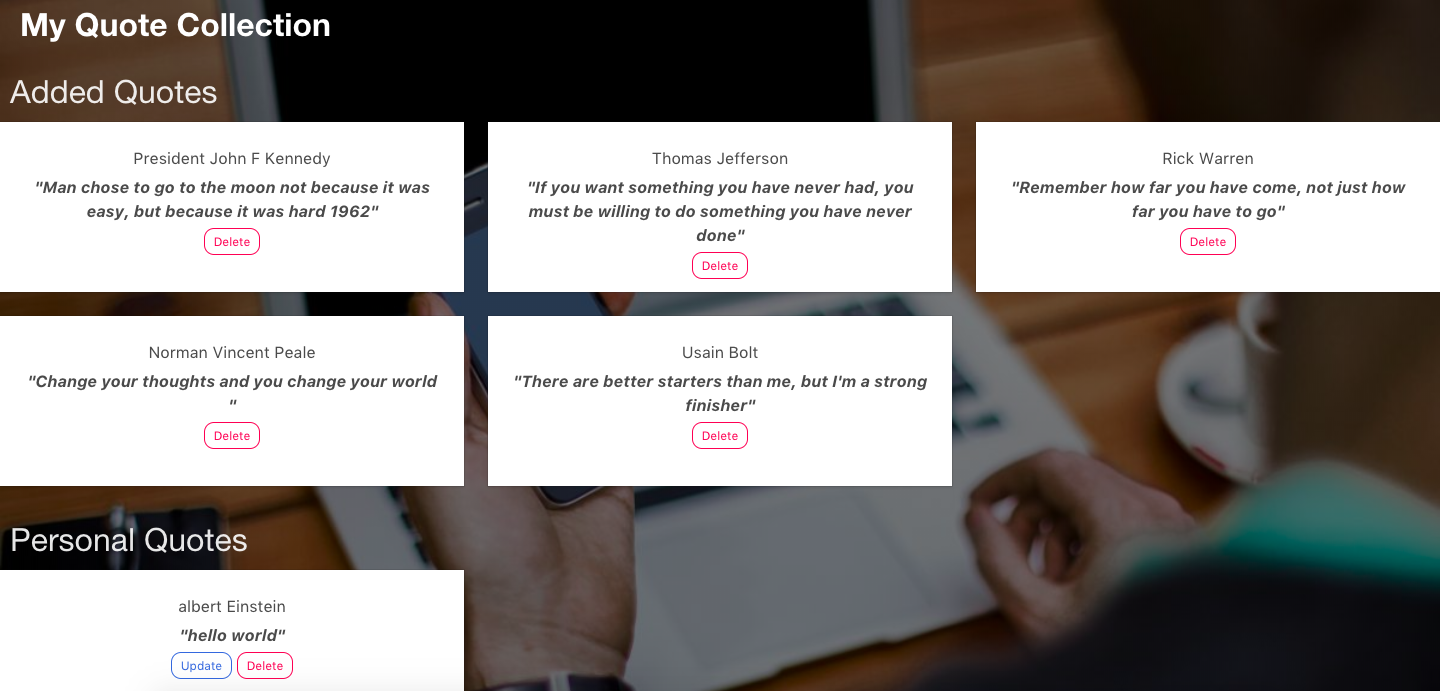 My Quote Collection
Added Quotes
President John F Kennedy
"Man chose to go to the moon not because it was
easy, but because it was hard 1962"
Delete
Thomas Jefferson
"If you want something you have never had, you
must be willing to do something you have never
done"
Delete
Rick Warren
"Remember how far you have come, not just how
far you have to go"
Delete
Norman Vincent Peale
"Change your thoughts and you change your world
"
Delete
Usain Bolt
"There are better starters than me, but I'm a strong
finisher"
Delete
Personal Quotes
albert Einstein
"hello world"
Update Delete